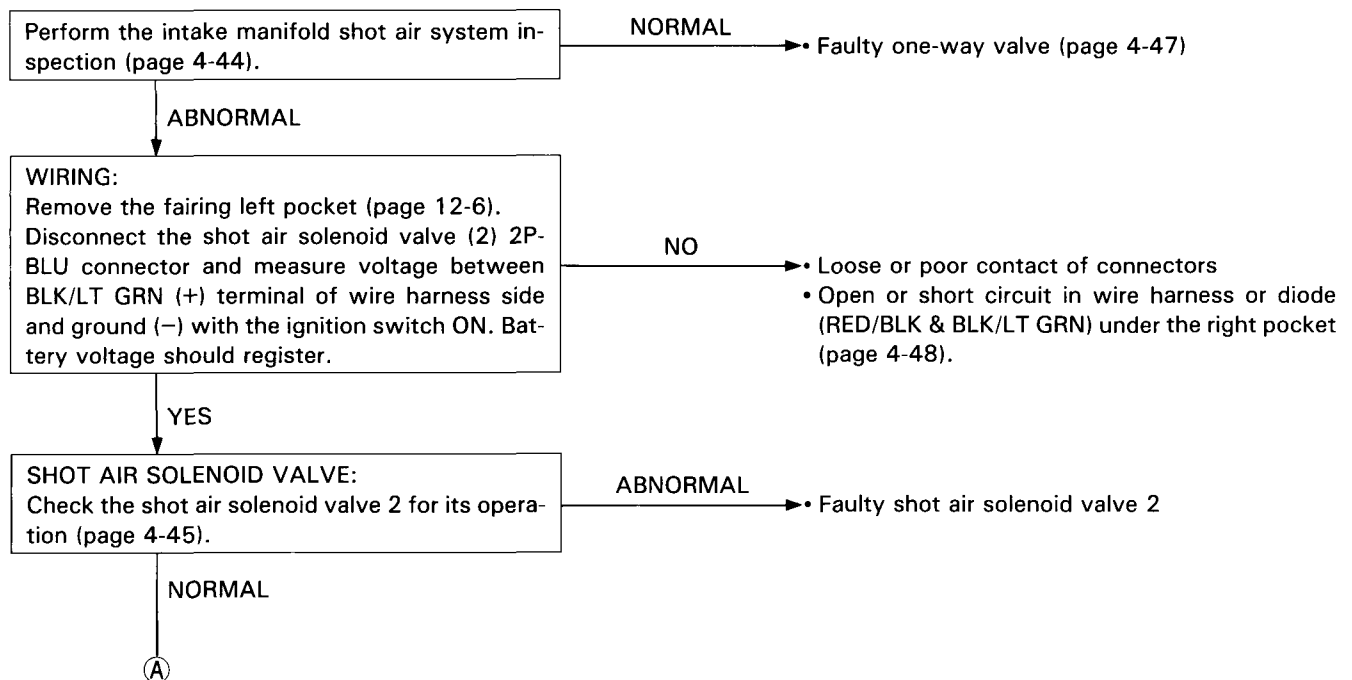 Perform the intake manifold shot air system in-
spection (page 4-44).
NORMAL
• Faulty one-way valve (page 4-47)
ABNORMAL
WIRING:
Remove the fairing left pocket (page 12-6).
Disconnect the shot air solenoid valve (2) 2P-
BLU connector and measure voltage between
BLK/LT GRN (+) terminal of wire harness side
and ground (−) with the ignition switch ON. Bat-
tery voltage should register.
NO
• Loose or poor contact of connectors
• Open or short circuit in wire harness or diode
(RED/BLK & BLK/LT GRN) under the right pocket
(page 4-48).
YES
SHOT AIR SOLENOID VALVE:
Check the shot air solenoid valve 2 for its opera-
tion (page 4-45).
ABNORMAL
• Faulty shot air solenoid valve 2
NORMAL
Ⓐ